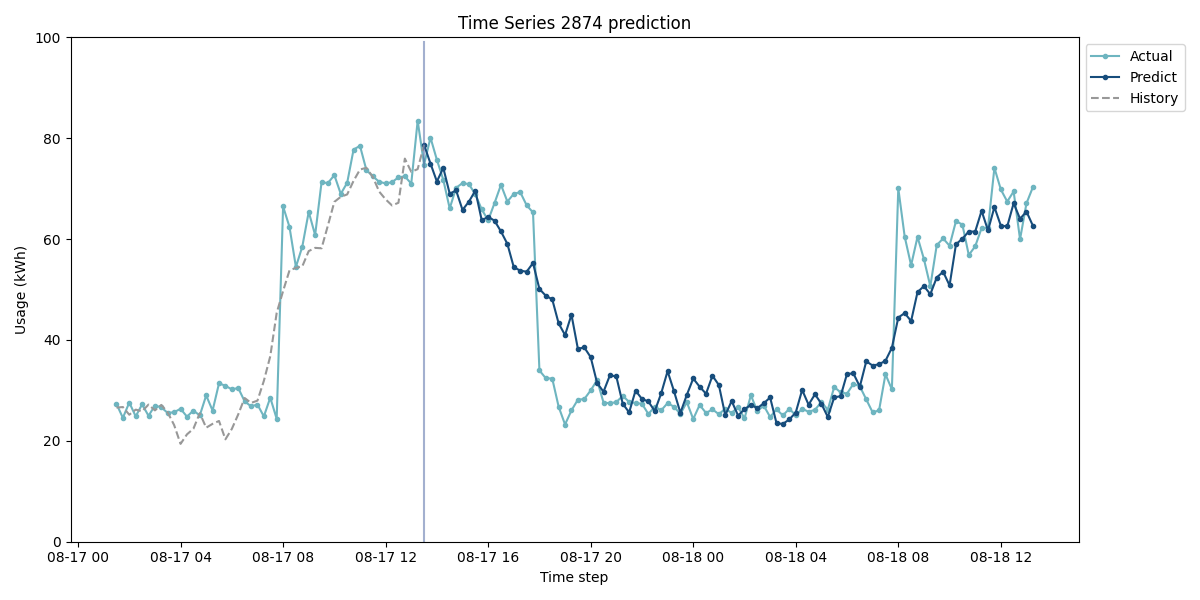 Time Series 2874 prediction
Usage (kWh)
100
80
60
40
20
0
08-17 00
08-17 04
08-17 08
08-17 12
08-17 16
08-17 20
08-18 00
08-18 04
08-18 08
08-18 12
Time step
Actual
Predict
History